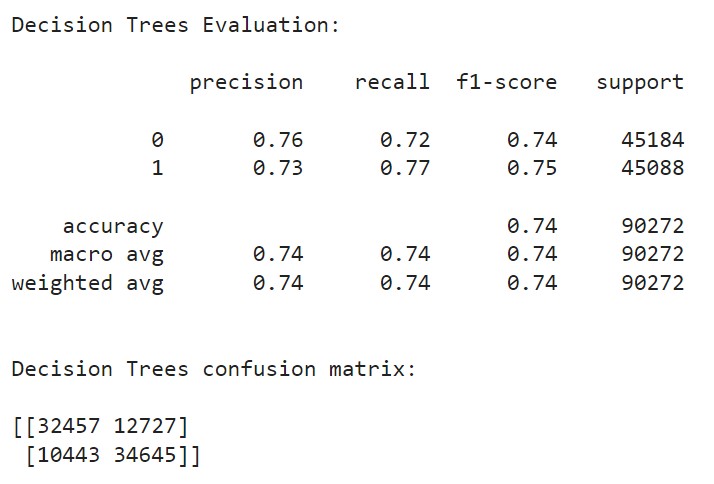 Decision Trees Evaluation:
precision recall f1-score support
0 0.76 0.72 0.74 45184
1 0.73 0.77 0.75 45088
accuracy 0.74 90272
macro avg 0.74 0.74 0.74 90272
weighted avg 0.74 0.74 0.74 90272
Decision Trees confusion matrix:
[[32457 12727]
[10443 34645]]